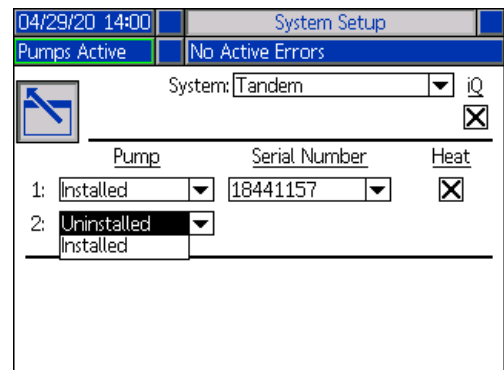 04/29/20 14:00 System Setup
Pumps Active No Active Errors
System: Tandem iQ
Pump Serial Number Heat
1: Installed 18441157
2: Uninstalled
Installed